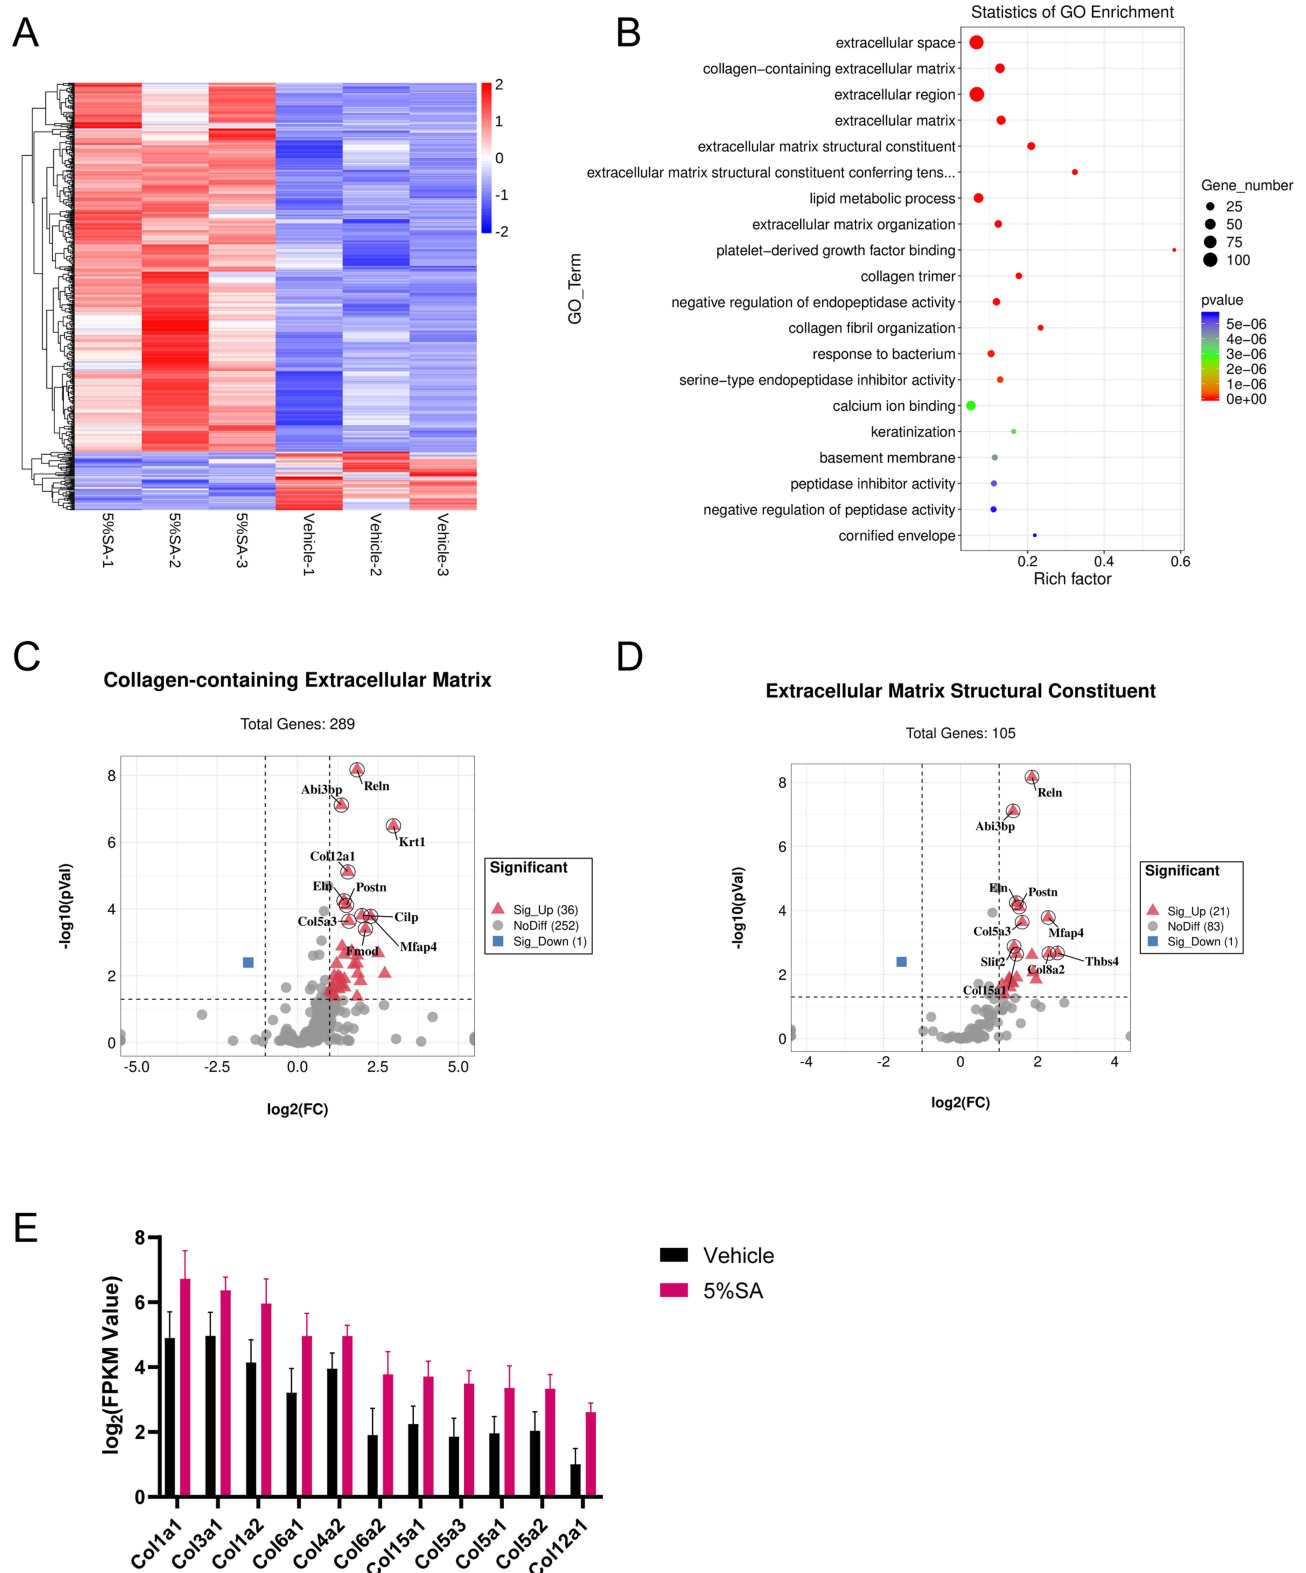 A
2
1
0
-1
-2
5%SA-1
5%SA-2
5%SA-3
Vehicle-1
Vehicle-2
Vehicle-3
B
Statistics of GO Enrichment
GO_Term
extracellular space
collagen−containing extracellular matrix
extracellular region
extracellular matrix
extracellular matrix structural constituent
extracellular matrix structural constituent conferring tens...
lipid metabolic process
extracellular matrix organization
platelet−derived growth factor binding
collagen trimer
negative regulation of endopeptidase activity
collagen fibril organization
response to bacterium
serine−type endopeptidase inhibitor activity
calcium ion binding
keratinization
basement membrane
peptidase inhibitor activity
negative regulation of peptidase activity
cornified envelope
0.2 0.4 0.6
Rich factor
Gene_number
25
50
75
100
pvalue
5e−06
4e−06
3e−06
2e−06
1e−06
0e+00
C
Collagen-containing Extracellular Matrix
Total Genes: 289
-log10(pVal)
8
6
4
2
0
Reln
Abi3bp
Krt1
Col12a1
Eln
Postn
Col5a3
Cilp
Fmod
Mfap4
-5.0 -2.5 0.0 2.5 5.0
log2(FC)
Significant
Sig_Up (36)
NoDiff (252)
Sig_Down (1)
D
Extracellular Matrix Structural Constituent
Total Genes: 105
-log10(pVal)
8
6
4
2
0
Reln
Abi3bp
Eln
Postn
Col5a3
Mfap4
Slit2
Col8a2
Thbs4
Col15a1
-4 -2 0 2 4
log2(FC)
Significant
Sig_Up (21)
NoDiff (83)
Sig_Down (1)
E
log2(FPKM Value)
8
6
4
2
0
Col1a1
Col3a1
Col1a2
Col6a1
Col4a2
Col6a2
Col15a1
Col5a3
Col5a1
Col5a2
Col12a1
Vehicle
5%SA